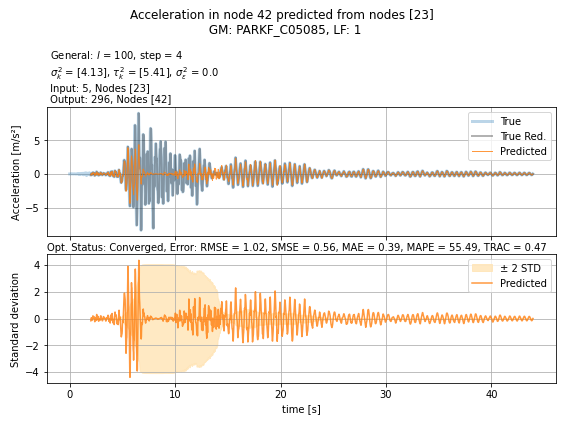 Acceleration in node 42 predicted from nodes [23]
GM: PARKF_C05085, LF: 1
General: l = 100, step = 4
σ²ₖ = [4.13], τ²ₖ = [5.41], σ²ε = 0.0
Input: 5, Nodes [23]
Output: 296, Nodes [42]
True
True Red.
Predicted
Acceleration [m/s²]
5
0
−5
Opt. Status: Converged, Error: RMSE = 1.02, SMSE = 0.56, MAE = 0.39, MAPE = 55.49, TRAC = 0.47
± 2 STD
Predicted
Standard deviation
4
2
0
−2
−4
0 10 20 30 40
time [s]